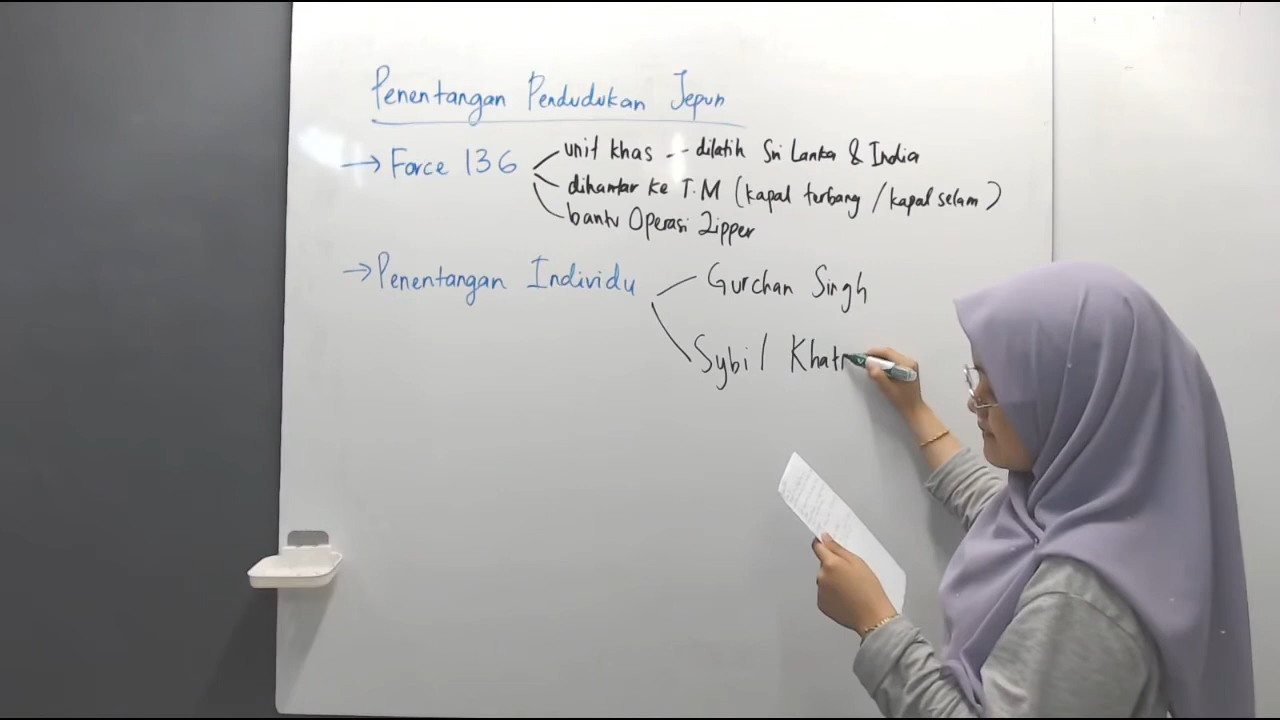 Penentangan Pendudukan Jepun
→ Force 136
unit khas -- dilatih Sri Lanka & India
dihantar ke T.M (kapal terbang / kapal selam)
bantu Operasi Zipper
→ Penentangan Individu
Gurchan Singh
Sybil Khatr